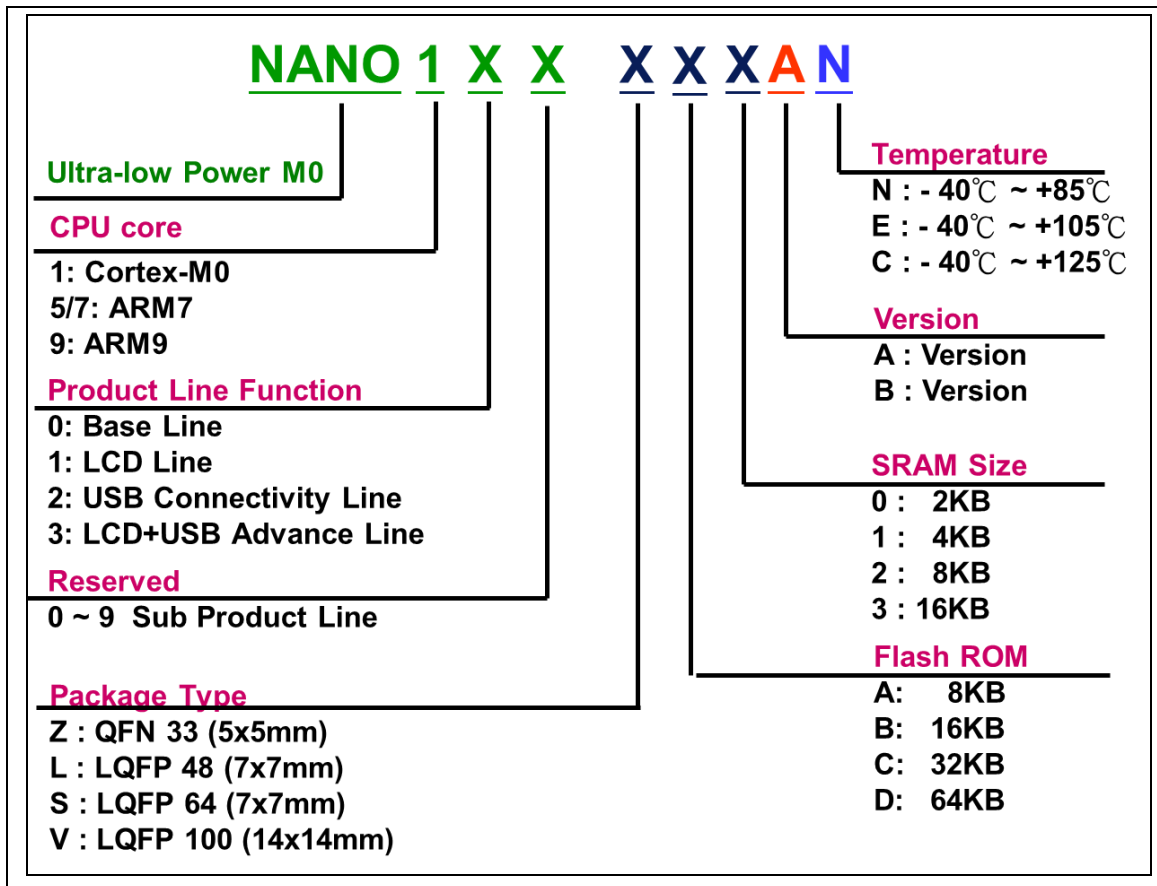 NANO 1 X X X X X A N
Ultra-low Power M0
CPU core
1: Cortex-M0
5/7: ARM7
9: ARM9
Product Line Function
0: Base Line
1: LCD Line
2: USB Connectivity Line
3: LCD+USB Advance Line
Reserved
0 ~ 9 Sub Product Line
Package Type
Z : QFN 33 (5x5mm)
L : LQFP 48 (7x7mm)
S : LQFP 64 (7x7mm)
V : LQFP 100 (14x14mm)
Temperature
N : - 40℃ ~ +85℃
E : - 40℃ ~ +105℃
C : - 40℃ ~ +125℃
Version
A : Version
B : Version
SRAM Size
0 : 2KB
1 : 4KB
2 : 8KB
3 : 16KB
Flash ROM
A: 8KB
B: 16KB
C: 32KB
D: 64KB